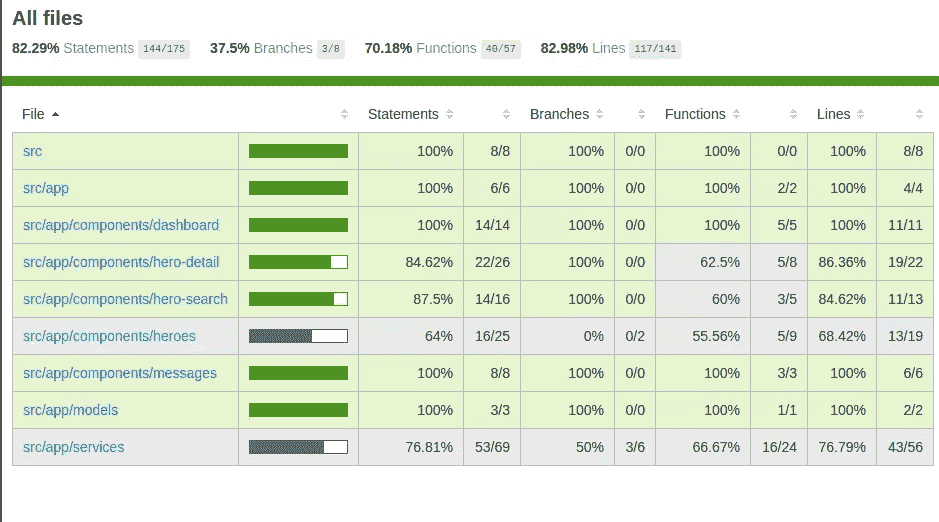 All files
82.29% Statements 144/175 37.5% Branches 3/8 70.18% Functions 40/57 82.98% Lines 117/141
File Statements Branches Functions Lines
src 100% 8/8 100% 0/0 100% 0/0 100% 8/8
src/app 100% 6/6 100% 0/0 100% 2/2 100% 4/4
src/app/components/dashboard 100% 14/14 100% 0/0 100% 5/5 100% 11/11
src/app/components/hero-detail 84.62% 22/26 100% 0/0 62.5% 5/8 86.36% 19/22
src/app/components/hero-search 87.5% 14/16 100% 0/0 60% 3/5 84.62% 11/13
src/app/components/heroes 64% 16/25 0% 0/2 55.56% 5/9 68.42% 13/19
src/app/components/messages 100% 8/8 100% 0/0 100% 3/3 100% 6/6
src/app/models 100% 3/3 100% 0/0 100% 1/1 100% 2/2
src/app/services 76.81% 53/69 50% 3/6 66.67% 16/24 76.79% 43/56